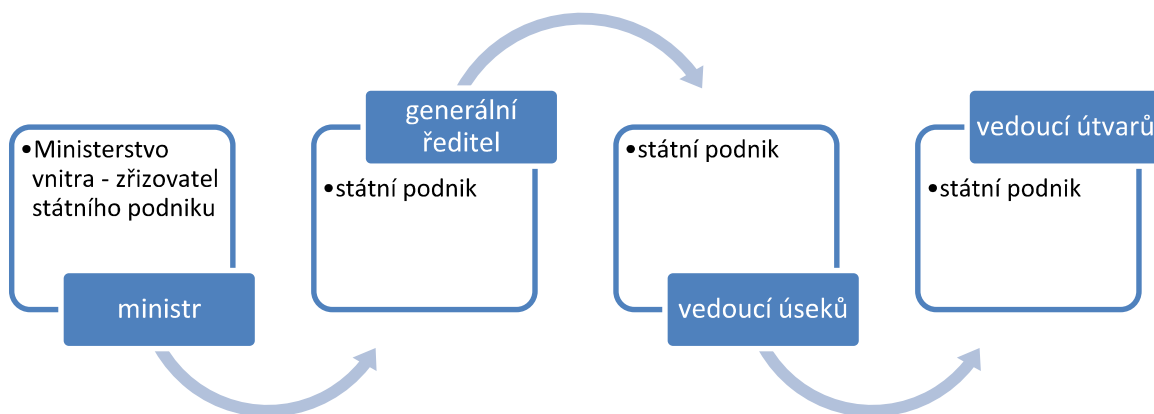 •Ministerstvo
vnitra - zřizovatel
státního podniku
ministr
generální
ředitel
•státní podnik
•státní podnik
vedoucí úseků
vedoucí útvarů
•státní podnik